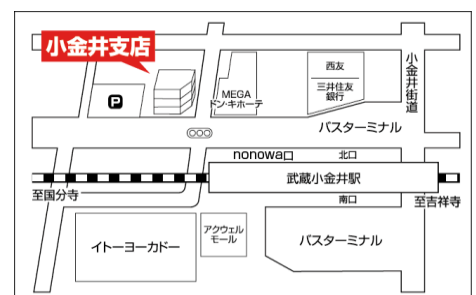 小金井支店
P
MEGA
ドン・キホーテ
西友
三井住友
銀行
小金井街道
バスターミナル
nonowa口
北口
武蔵小金井駅
至国分寺
南口
至吉祥寺
イトーヨーカドー
アクウェル
モール
バスターミナル